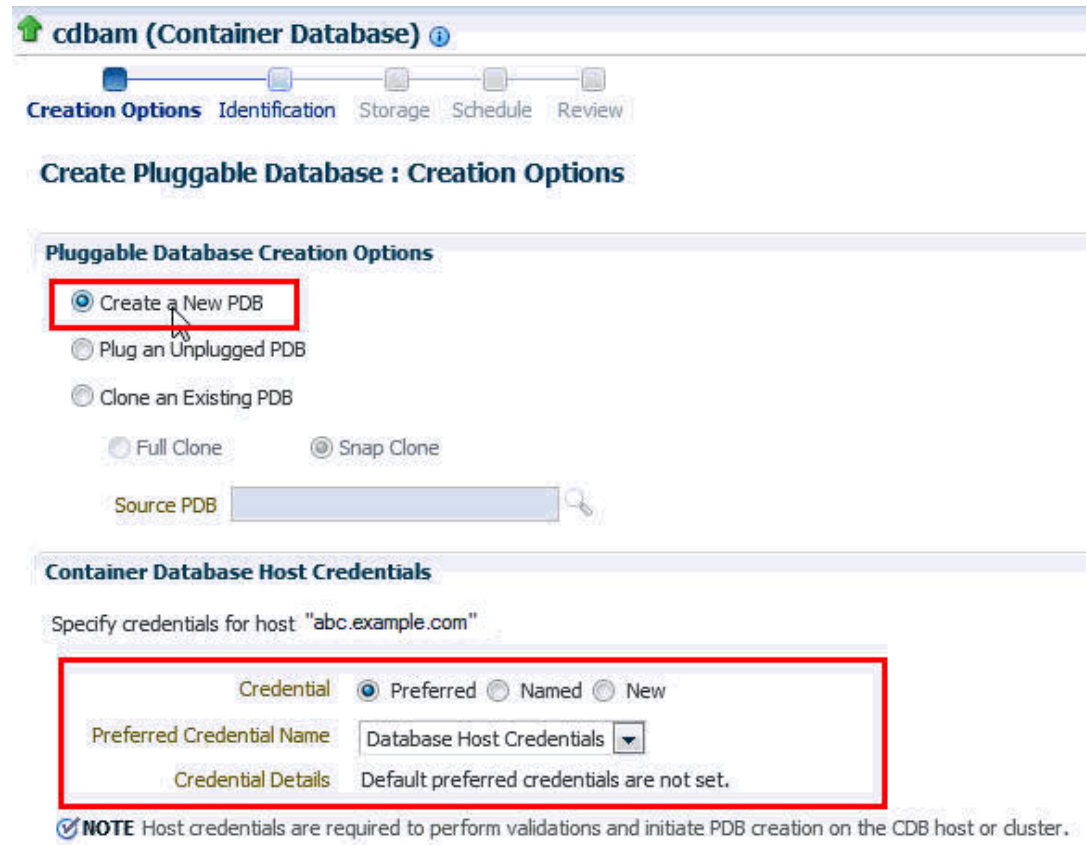 cdbam (Container Database)
Creation Options Identification Storage Schedule Review
Create Pluggable Database : Creation Options
Pluggable Database Creation Options
Create a New PDB
Plug an Unplugged PDB
Clone an Existing PDB
Full Clone Snap Clone
Source PDB
Container Database Host Credentials
Specify credentials for host "abc.example.com"
Credential Preferred Named New
Preferred Credential Name Database Host Credentials
Credential Details Default preferred credentials are not set.
NOTE Host credentials are required to perform validations and initiate PDB creation on the CDB host or cluster.